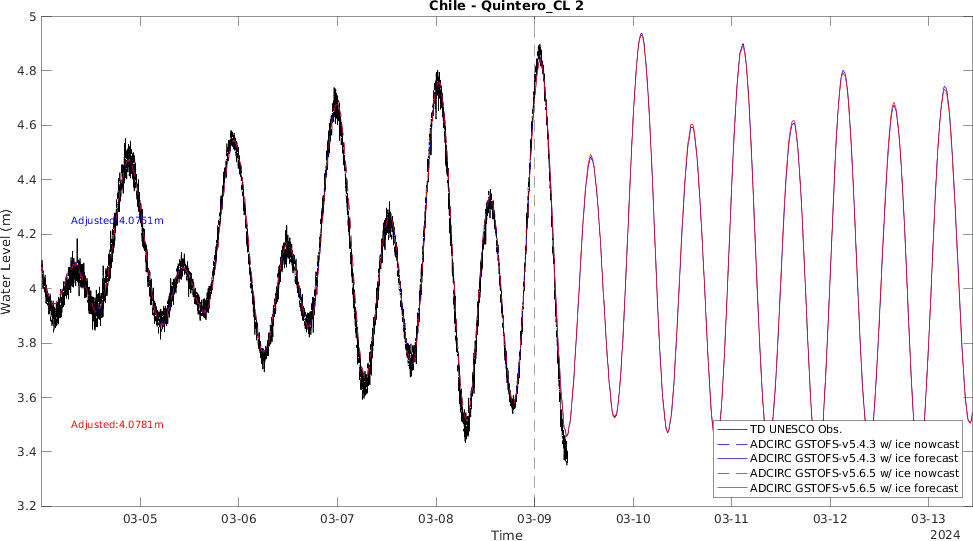 Chile - Quintero_CL 2
5
4.8
4.6
4.4
4.2
4
3.8
3.6
3.4
3.2
Water Level (m)
Adjusted:4.0751m
Adjusted:4.0781m
TD UNESCO Obs.
ADCIRC GSTOFS-v5.4.3 w/ ice nowcast
ADCIRC GSTOFS-v5.4.3 w/ ice forecast
ADCIRC GSTOFS-v5.6.5 w/ ice nowcast
ADCIRC GSTOFS-v5.6.5 w/ ice forecast
03-05 03-06 03-07 03-08 03-09 03-10 03-11 03-12 03-13
Time
2024